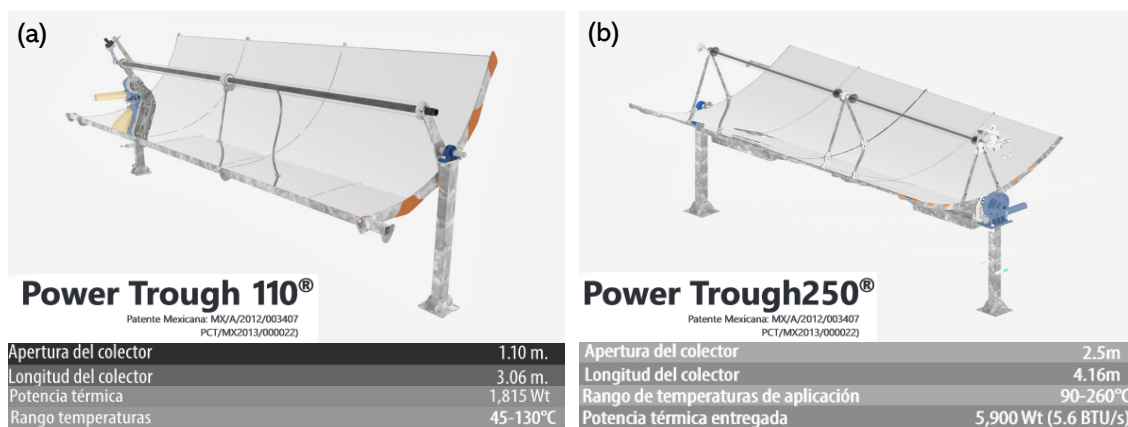 (a)
Power Trough 110®
Patente Mexicana: MX/A/2012/003407
PCT/MX2013/000022)
Apertura del colector 1.10 m.
Longitud del colector 3.06 m.
Potencia térmica 1,815 Wt
Rango temperaturas 45-130°C
(b)
Power Trough250®
Patente Mexicana: MX/A/2012/003407
PCT/MX2013/000022)
Apertura del colector 2.5m
Longitud del colector 4.16m
Rango de temperaturas de aplicación 90-260°C
Potencia térmica entregada 5,900 Wt (5.6 BTU/s)